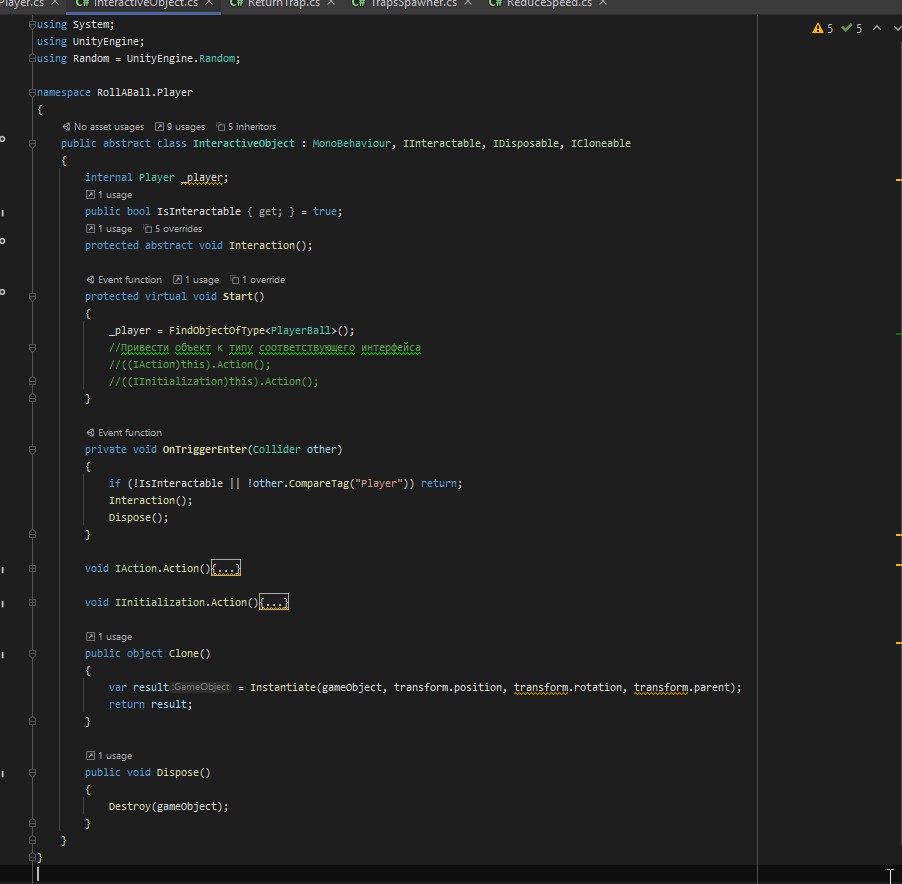 Player.cs × C# InteractiveObject.cs × C# ReturnTrap.cs × C# TrapsSpawner.cs × C# ReduceSpeed.cs ×
5 5
using System;
using UnityEngine;
using Random = UnityEngine.Random;
namespace RollABall.Player
{
No asset usages 9 usages 5 inheritors
public abstract class InteractiveObject : MonoBehaviour, IInteractable, IDisposable, ICloneable
{
internal Player _player;
1 usage
public bool IsInteractable { get; } = true;
1 usage 5 overrides
protected abstract void Interaction();
Event function 1 usage 1 override
protected virtual void Start()
{
_player = FindObjectOfType<PlayerBall>();
//Привести объект к типу соответствующего интерфейса
//((IAction)this).Action();
//((IInitialization)this).Action();
}
Event function
private void OnTriggerEnter(Collider other)
{
if (!IsInteractable || !other.CompareTag("Player")) return;
Interaction();
Dispose();
}
void IAction.Action(){...}
void IInitialization.Action(){...}
1 usage
public object Clone()
{
var result:GameObject = Instantiate(gameObject, transform.position, transform.rotation, transform.parent);
return result;
}
1 usage
public void Dispose()
{
Destroy(gameObject);
}
}
}